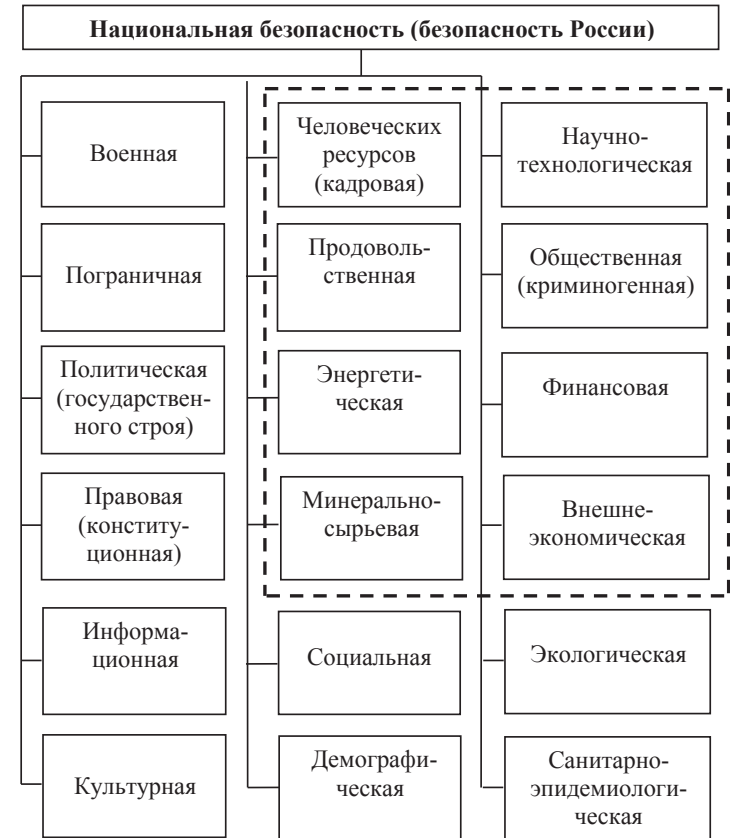 Национальная безопасность (безопасность России)
Военная
Человеческих
ресурсов
(кадровая)
Научно-
технологическая
Пограничная
Продоволь-
ственная
Общественная
(криминогенная)
Политическая
(государствен-
ного строя)
Энергети-
ческая
Финансовая
Правовая
(конститу-
ционная)
Минерально-
сырьевая
Внешне-
экономическая
Информа-
ционная
Социальная
Экологическая
Культурная
Демографи-
ческая
Санитарно-
эпидемиологи-
ческая